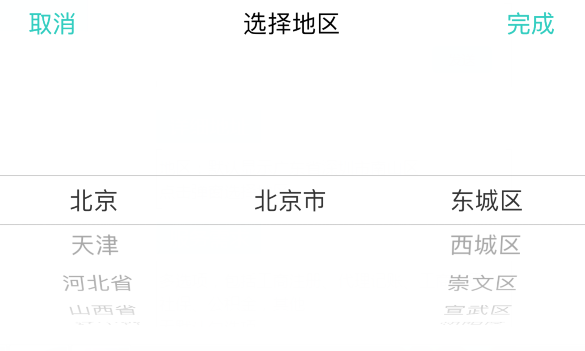 取消 选择地区 完成
北京 北京市 东城区
天津 西城区
河北省 崇文区
山西省 宣武区